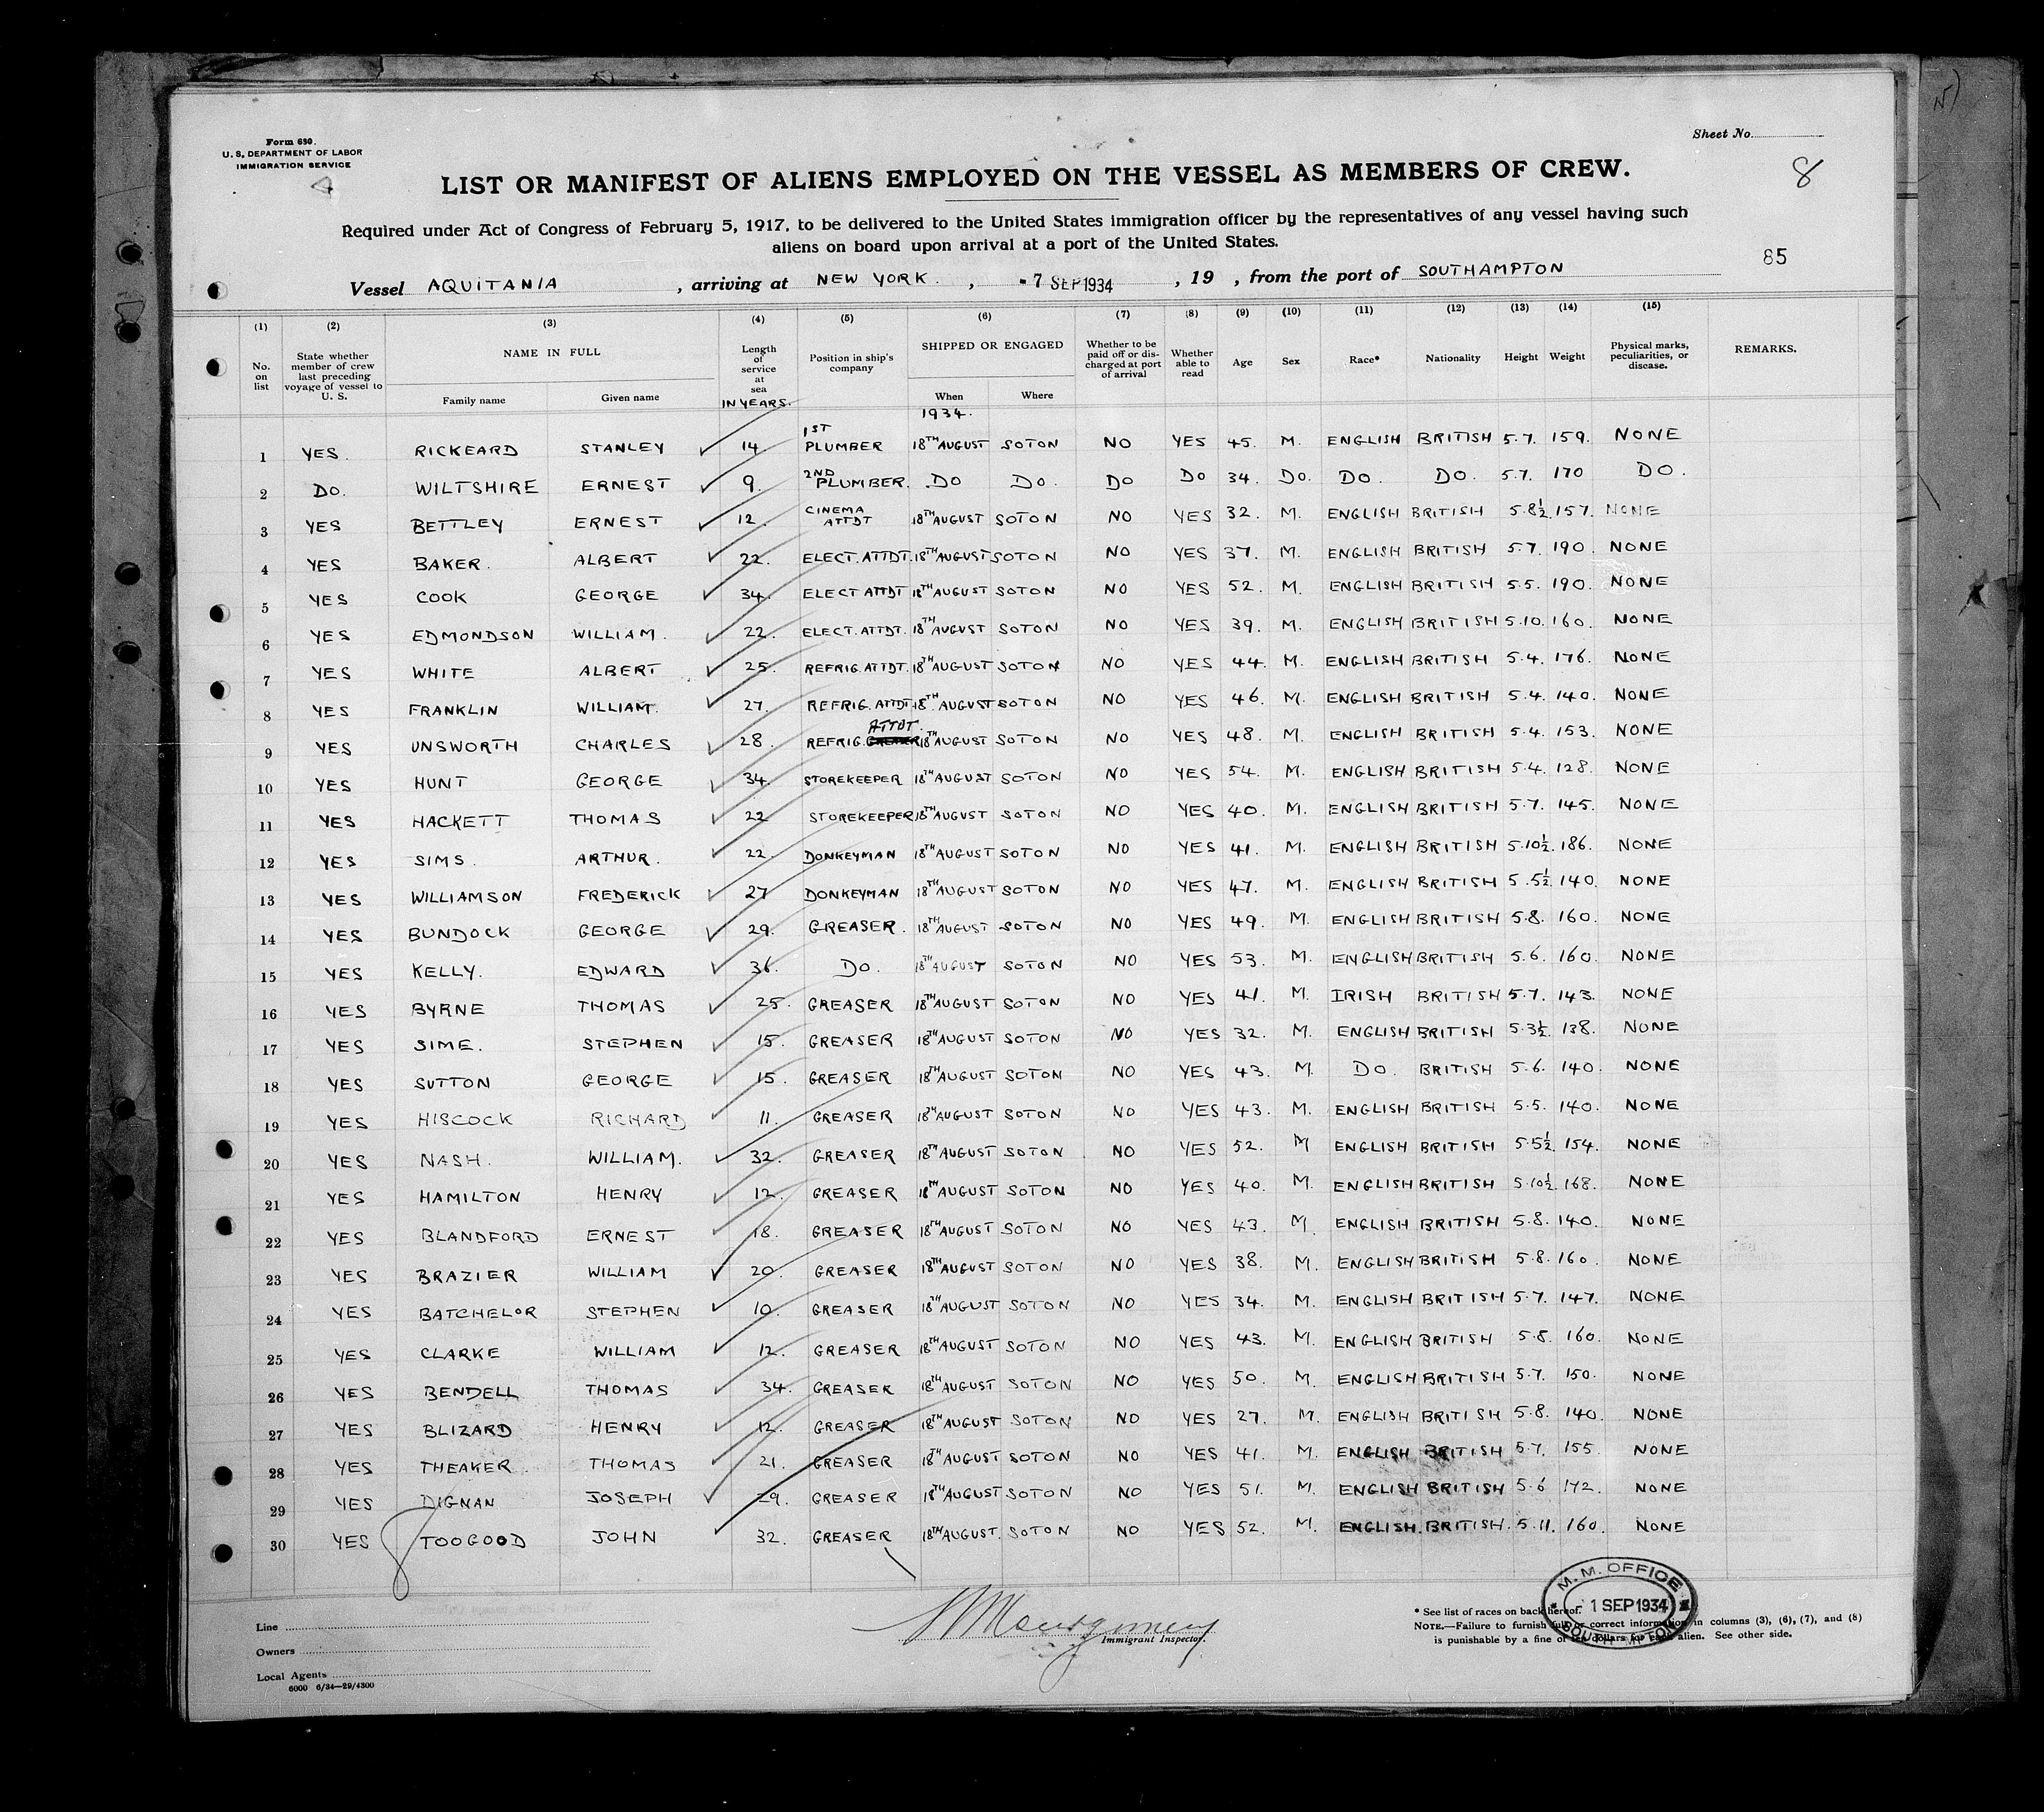 Form 680.
U. S. DEPARTMENT OF LABOR
IMMIGRATION SERVICE
4
Sheet No.
8
LIST OR MANIFEST OF ALIENS EMPLOYED ON THE VESSEL AS MEMBERS OF CREW.
Required under Act of Congress of February 5, 1917, to be delivered to the United States immigration officer by the representatives of any vessel having such
aliens on board upon arrival at a port of the United States.
85
Vessel AQUITANIA , arriving at NEW YORK. , -7 SEP 1934 , 19 , from the port of SOUTHAMPTON
(1) (2) (3) (4) (5) (6) (7) (8) (9) (10) (11) (12) (13) (14) (15)
No. on list State whether member of crew last preceding voyage of vessel to U. S. NAME IN FULL Family name Given name Length of service at sea IN YEARS. Position in ship's company SHIPPED OR ENGAGED When Where Whether to be paid off or discharged at port of arrival Whether able to read Age Sex Race* Nationality Height Weight Physical marks, peculiarities, or disease. REMARKS.
1934.
1 YES. RICKEARD STANLEY 14. 1ST PLUMBER 18TH AUGUST SOTON NO YES 45. M. ENGLISH BRITISH 5.7. 159. NONE
2 DO. WILTSHIRE ERNEST 9. 2ND PLUMBER. DO DO. DO DO 34. DO. DO. DO. 5.7. 170 DO.
3 YES BETTLEY ERNEST 12. CINEMA ATTDT 18TH AUGUST SOTON NO YES 32. M. ENGLISH BRITISH 5.8½. 157. NONE
4 YES BAKER. ALBERT 22. ELECT. ATTDT. 18TH AUGUST SOTON NO YES 37. M. ENGLISH BRITISH 5.7. 190. NONE
5 YES COOK GEORGE 34. ELECT ATTDT 18TH AUGUST SOTON NO YES 52. M. ENGLISH BRITISH 5.5. 190. NONE
6 YES EDMONDSON WILLIAM. 22. ELECT. ATTDT. 18TH AUGUST SOTON NO YES 39. M. ENGLISH BRITISH 5.10. 160. NONE
7 YES WHITE ALBERT 25. REFRIG. ATTDT. 18TH AUGUST SOTON NO YES 44. M. ENGLISH BRITISH 5.4. 176. NONE
8 YES FRANKLIN WILLIAM. 27. REFRIG. ATTDT 18TH AUGUST SOTON NO YES 46. M. ENGLISH BRITISH 5.4. 140. NONE
9 YES UNSWORTH CHARLES 28. REFRIG. ATTDT. 18TH AUGUST SOTON NO YES 48. M. ENGLISH BRITISH 5.4. 153. NONE
10 YES HUNT GEORGE 34. STOREKEEPER 18TH AUGUST SOTON NO YES 54. M. ENGLISH BRITISH 5.4. 128. NONE
11 YES HACKETT THOMAS 22 STOREKEEPER 18TH AUGUST SOTON NO YES 40. M. ENGLISH BRITISH 5.7. 145. NONE
12 YES SIMS. ARTHUR. 22. DONKEYMAN 18TH AUGUST SOTON NO YES 41. M. ENGLISH BRITISH 5.10½. 186. NONE
13 YES WILLIAMSON FREDERICK 27 DONKEYMAN 18TH AUGUST SOTON NO YES 47. M. ENGLISH BRITISH 5.5½. 140. NONE
14 YES BUNDOCK GEORGE 29. GREASER. 18TH AUGUST SOTON NO YES 49. M. ENGLISH BRITISH 5.8. 160. NONE
15 YES KELLY. EDWARD 36. DO. 18TH AUGUST SOTON NO YES 53. M. ENGLISH BRITISH 5.6. 160. NONE
16 YES BYRNE THOMAS 25. GREASER 18TH AUGUST SOTON NO YES 41. M. IRISH BRITISH 5.7. 143. NONE
17 YES SIME. STEPHEN 15. GREASER 18TH AUGUST SOTON NO YES 32. M. ENGLISH BRITISH 5.3½. 138. NONE
18 YES SUTTON GEORGE 15. GREASER 18TH AUGUST SOTON NO YES 43. M. DO. BRITISH 5.6. 140. NONE
19 YES HISCOCK RICHARD 11. GREASER 18TH AUGUST SOTON NO YES 43. M. ENGLISH BRITISH 5.5. 140. NONE
20 YES NASH. WILLIAM. 32. GREASER 18TH AUGUST SOTON NO YES 52. M ENGLISH BRITISH 5.5½. 154. NONE
21 YES HAMILTON HENRY 12. GREASER 18TH AUGUST SOTON NO YES 40. M. ENGLISH BRITISH 5.10½. 168. NONE
22 YES BLANDFORD ERNEST 18. GREASER 18TH AUGUST SOTON NO YES 43. M. ENGLISH BRITISH 5.8. 140. NONE
23 YES BRAZIER WILLIAM 20. GREASER 18TH AUGUST SOTON NO YES 38. M. ENGLISH BRITISH 5.8. 160. NONE
24 YES BATCHELOR STEPHEN 10. GREASER 18TH AUGUST SOTON NO YES 34. M. ENGLISH BRITISH 5.7. 147. NONE
25 YES CLARKE WILLIAM 12. GREASER 18TH AUGUST SOTON NO YES 43. M. ENGLISH BRITISH 5.8. 160. NONE
26 YES BENDELL THOMAS 34. GREASER 18TH AUGUST SOTON NO YES 50. M. ENGLISH BRITISH 5.7. 150. NONE
27 YES BLIZARD HENRY 12. GREASER 18TH AUGUST SOTON NO YES 27. M. ENGLISH BRITISH 5.8. 140. NONE
28 YES THEAKER. THOMAS 21. GREASER 18TH AUGUST SOTON NO YES 41. M. ENGLISH BRITISH 5.7. 155. NONE
29 YES DIGNAN JOSEPH 29. GREASER 18TH AUGUST SOTON NO YES 51. M. ENGLISH BRITISH 5.6 172. NONE
30 YES TOOGOOD JOHN 32. GREASER 18TH AUGUST. SOTON NO YES 52. M. ENGLISH. BRITISH. 5.11. 160. NONE
Line
Owners
Local Agents
6000 6/34—29/4300
Montgomery
Immigrant Inspector.
M. M. OFFICE
- 1 SEP 1934
* See list of races on back hereof.
NOTE.—Failure to furnish full or correct information in columns (3), (6), (7), and (8)
is punishable by a fine of ten dollars for each alien. See other side.